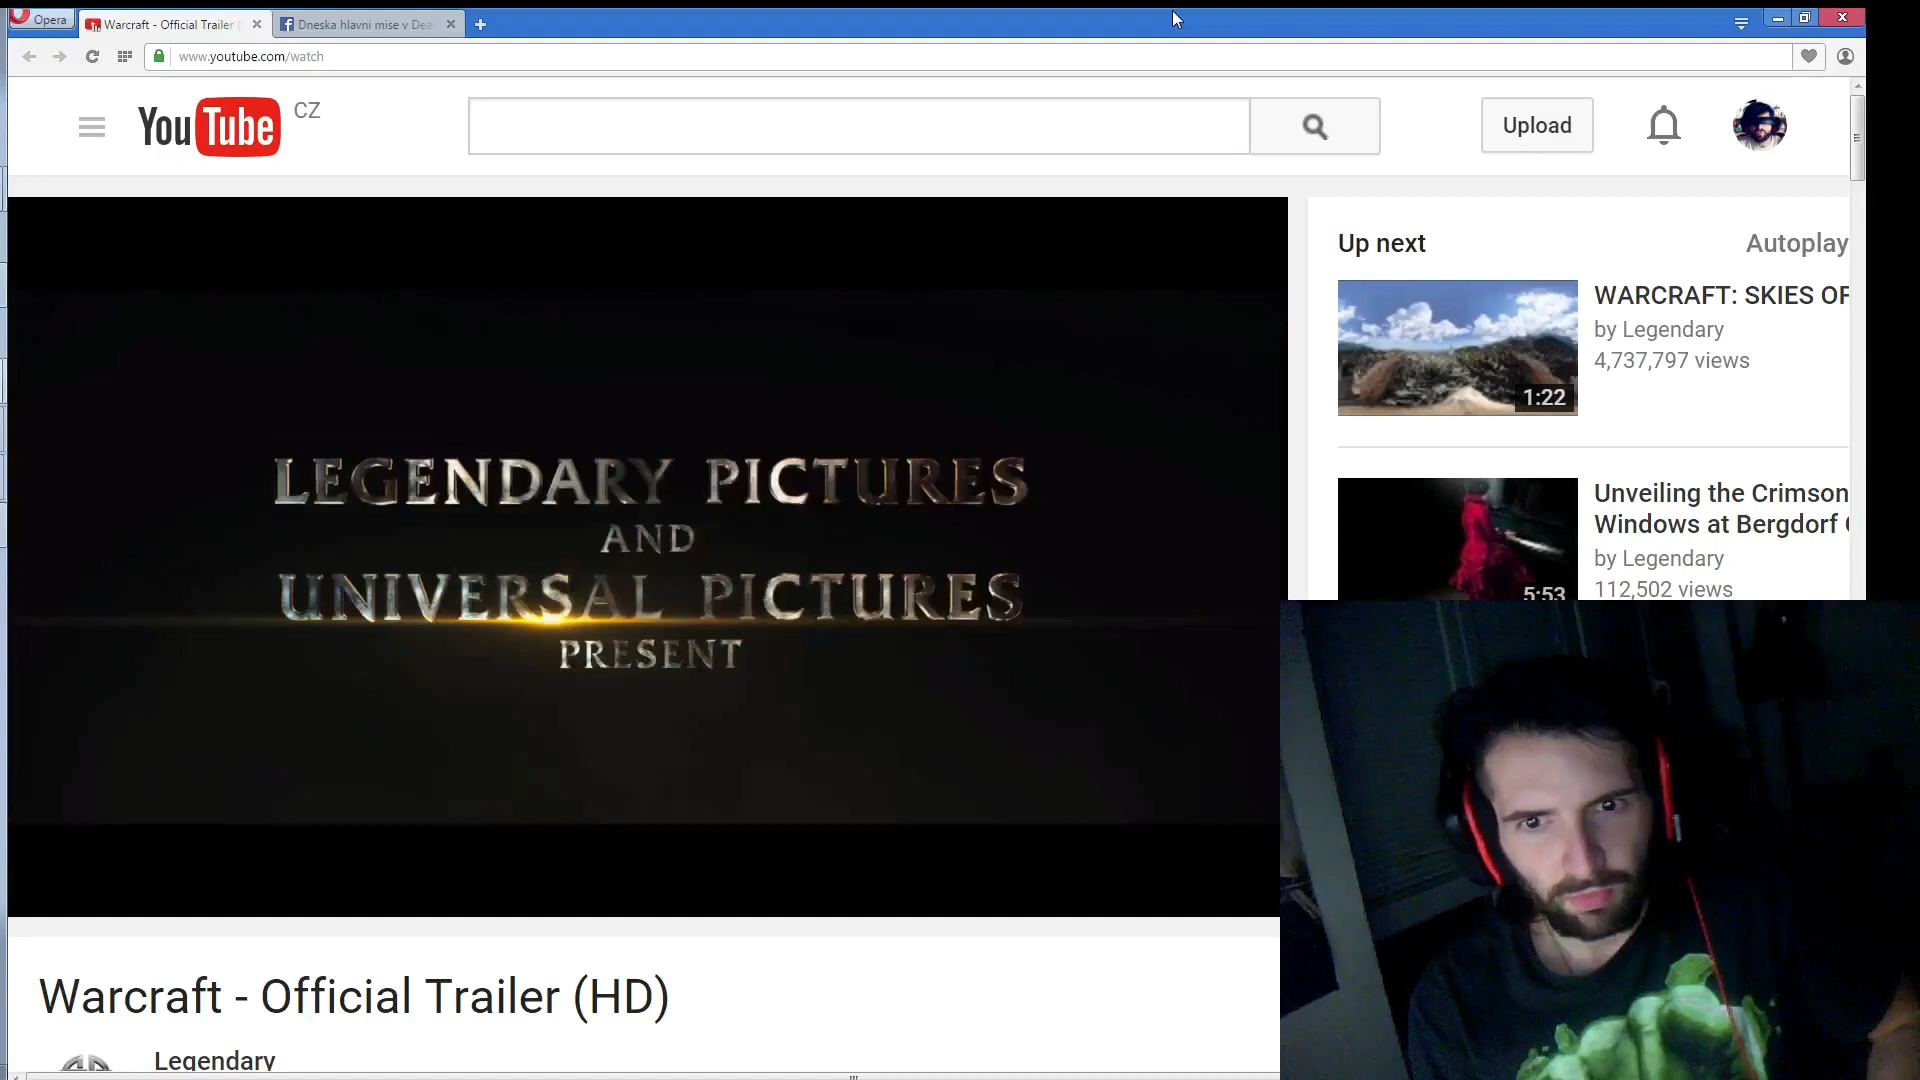 Opera
Warcraft - Official Trailer (
Dneska hlavní mise v Dea
www.youtube.com/watch
YouTube CZ
Upload
LEGENDARY PICTURES
AND
UNIVERSAL PICTURES
PRESENT
Up next
Autoplay
WARCRAFT: SKIES OF
by Legendary
4,737,797 views
1:22
Unveiling the Crimson
Windows at Bergdorf
by Legendary
112,502 views
5:53
Warcraft - Official Trailer (HD)
Legendary